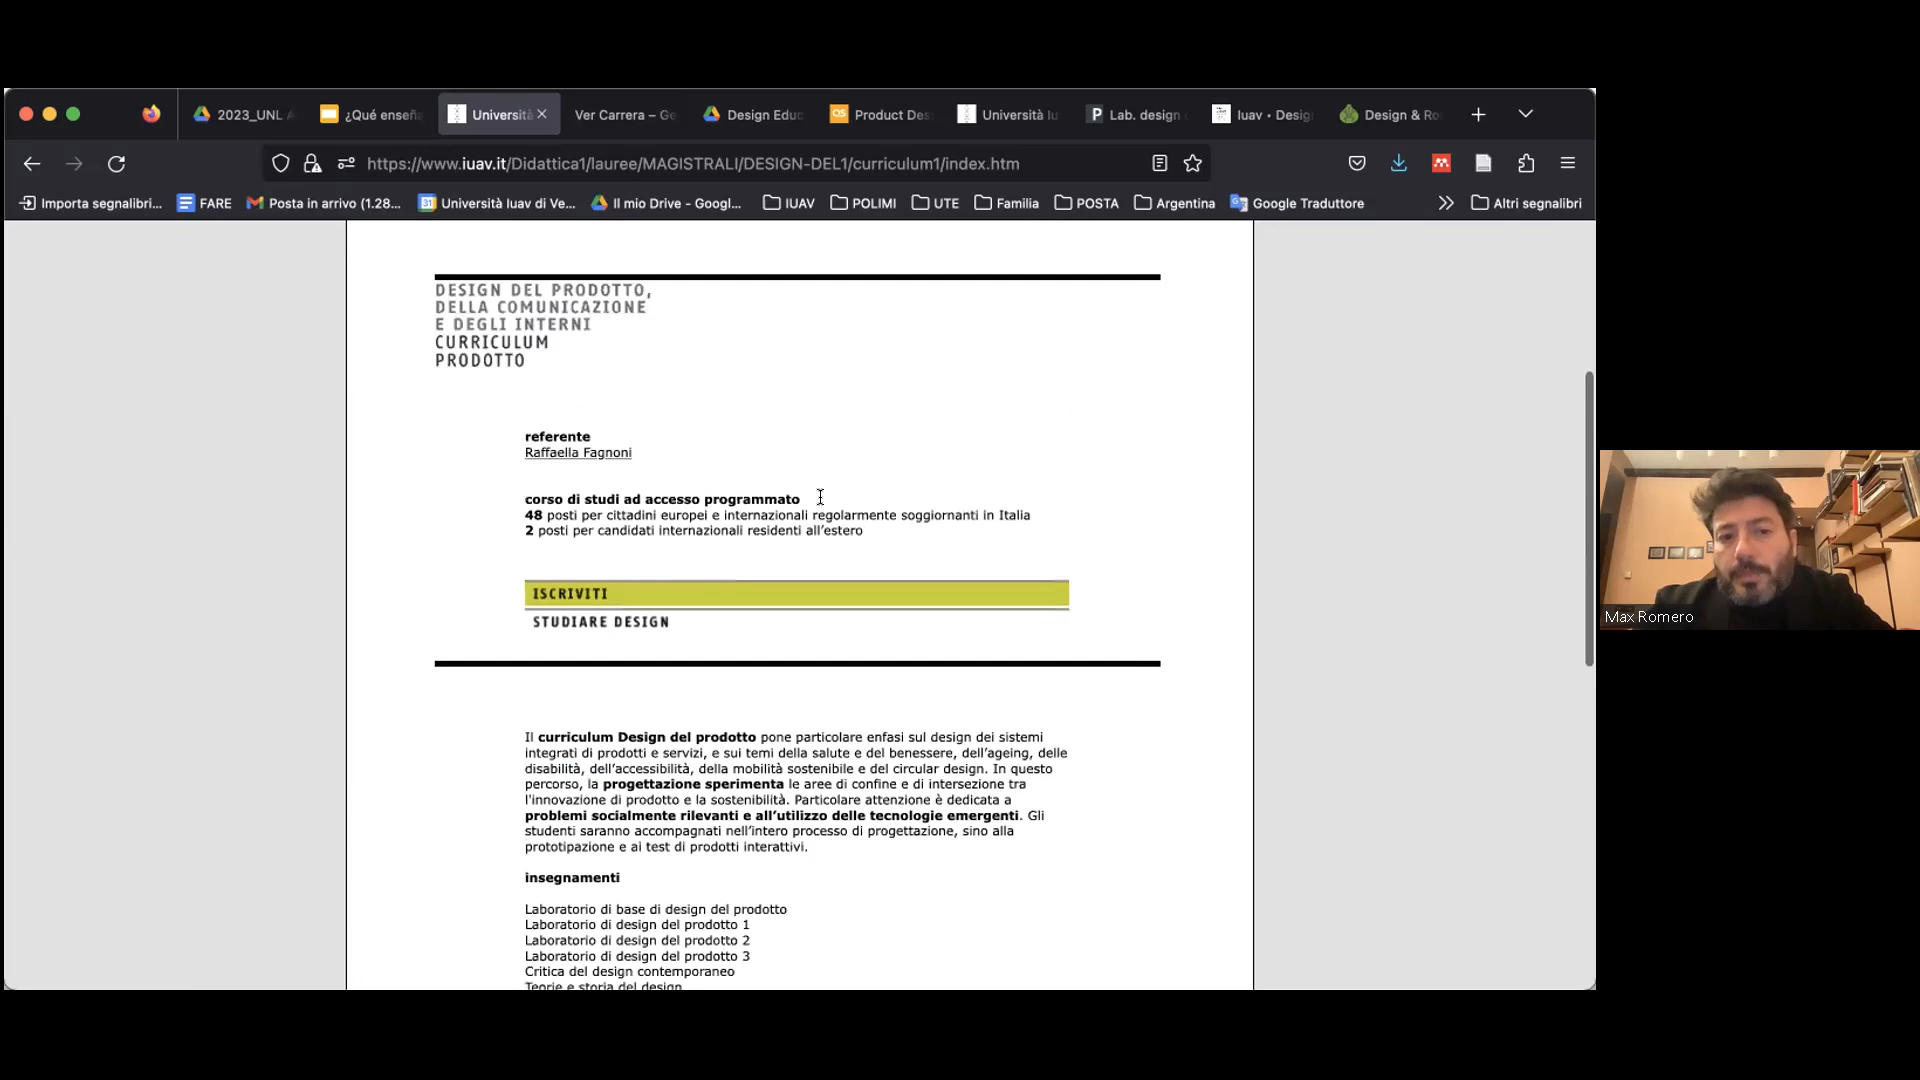 2023_UNL A
¿Qué enseña
Università
Ver Carrera – Ge
Design Educ
Product Des
Università Iu
Lab. design
Iuav • Desig
Design & Ro
https://www.iuav.it/Didattica1/lauree/MAGISTRALI/DESIGN-DEL1/curriculum1/index.htm
Importa segnalibri...
FARE
Posta in arrivo (1.28...
Università Iuav di Ve...
Il mio Drive - Googl...
IUAV
POLIMI
UTE
Familia
POSTA
Argentina
Google Traduttore
Altri segnalibri
DESIGN DEL PRODOTTO,
DELLA COMUNICAZIONE
E DEGLI INTERNI
CURRICULUM
PRODOTTO
referente
Raffaella Fagnoni
corso di studi ad accesso programmato
48 posti per cittadini europei e internazionali regolarmente soggiornanti in Italia
2 posti per candidati internazionali residenti all’estero
ISCRIVITI
STUDIARE DESIGN
Il curriculum Design del prodotto pone particolare enfasi sul design dei sistemi
integrati di prodotti e servizi, e sui temi della salute e del benessere, dell’ageing, delle
disabilità, dell’accessibilità, della mobilità sostenibile e del circular design. In questo
percorso, la progettazione sperimenta le aree di confine e di intersezione tra
l'innovazione di prodotto e la sostenibilità. Particolare attenzione è dedicata a
problemi socialmente rilevanti e all’utilizzo delle tecnologie emergenti. Gli
studenti saranno accompagnati nell’intero processo di progettazione, sino alla
prototipazione e ai test di prodotti interattivi.
insegnamenti
Laboratorio di base di design del prodotto
Laboratorio di design del prodotto 1
Laboratorio di design del prodotto 2
Laboratorio di design del prodotto 3
Critica del design contemporaneo
Teorie e storia del design
Max Romero